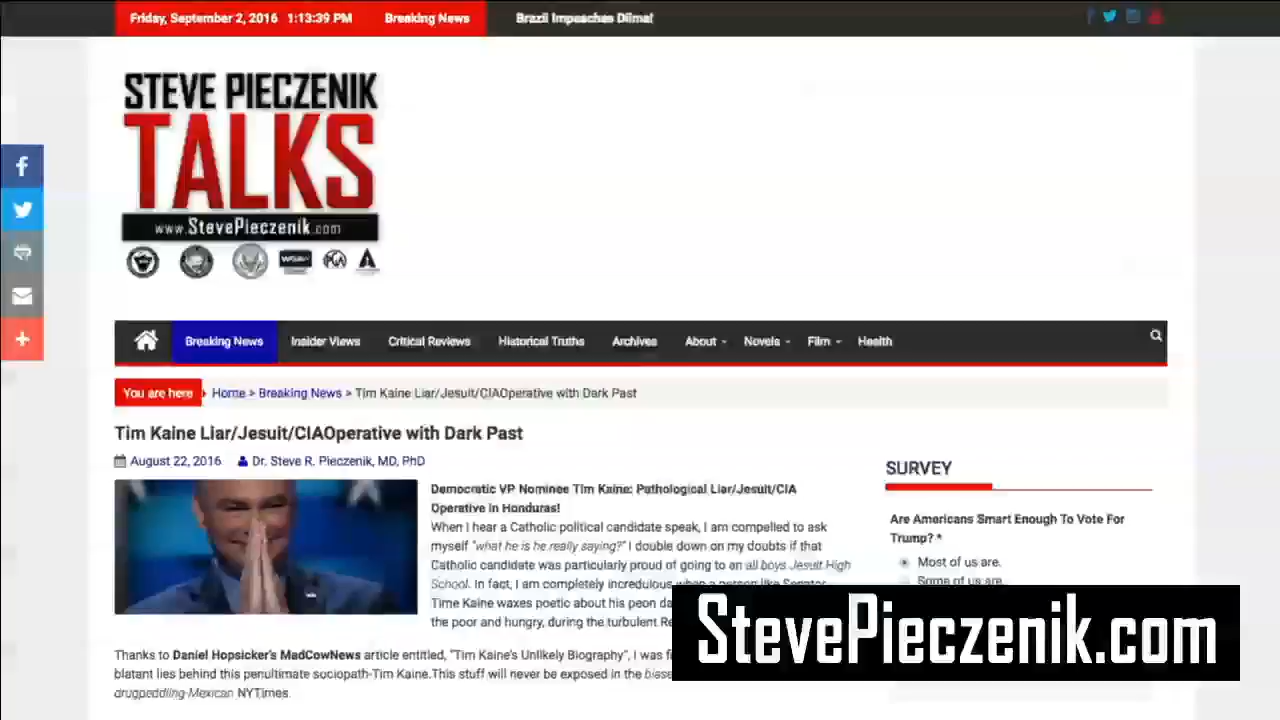 Friday, September 2, 2016 1:13:39 PM Breaking News Brazil Impeaches Dilma!
STEVE PIECZENIK
TALKS
www.StevePieczenik.com
Breaking News Insider Views Critical Reviews Historical Truths Archives About Novels Film Health
You are here Home > Breaking News > Tim Kaine Liar/Jesuit/CIAOperative with Dark Past
Tim Kaine Liar/Jesuit/CIAOperative with Dark Past
August 22, 2016 Dr. Steve R. Pieczenik, MD, PhD
Democratic VP Nominee Tim Kaine: Pathological Liar/Jesuit/CIA
Operative in Honduras!
When I hear a Catholic political candidate speak, I am compelled to ask
myself "what he is he really saying?" I double down on my doubts if that
Catholic candidate was particularly proud of going to an all boys Jesuit High
School. In fact, I am completely incredulous when a person like Senator
Time Kaine waxes poetic about his peon da
the poor and hungry, during the turbulent Re
Thanks to Daniel Hopsicker's MadCowNews article entitled, "Tim Kaine's Unlikely Biography", I was
blatant lies behind this penultimate sociopath-Tim Kaine.This stuff will never be exposed in the
drugpeddling-Mexican NYTimes.
SURVEY
Are Americans Smart Enough To Vote For
Trump? *
Most of us are.
Some of us are.
StevePieczenik.com